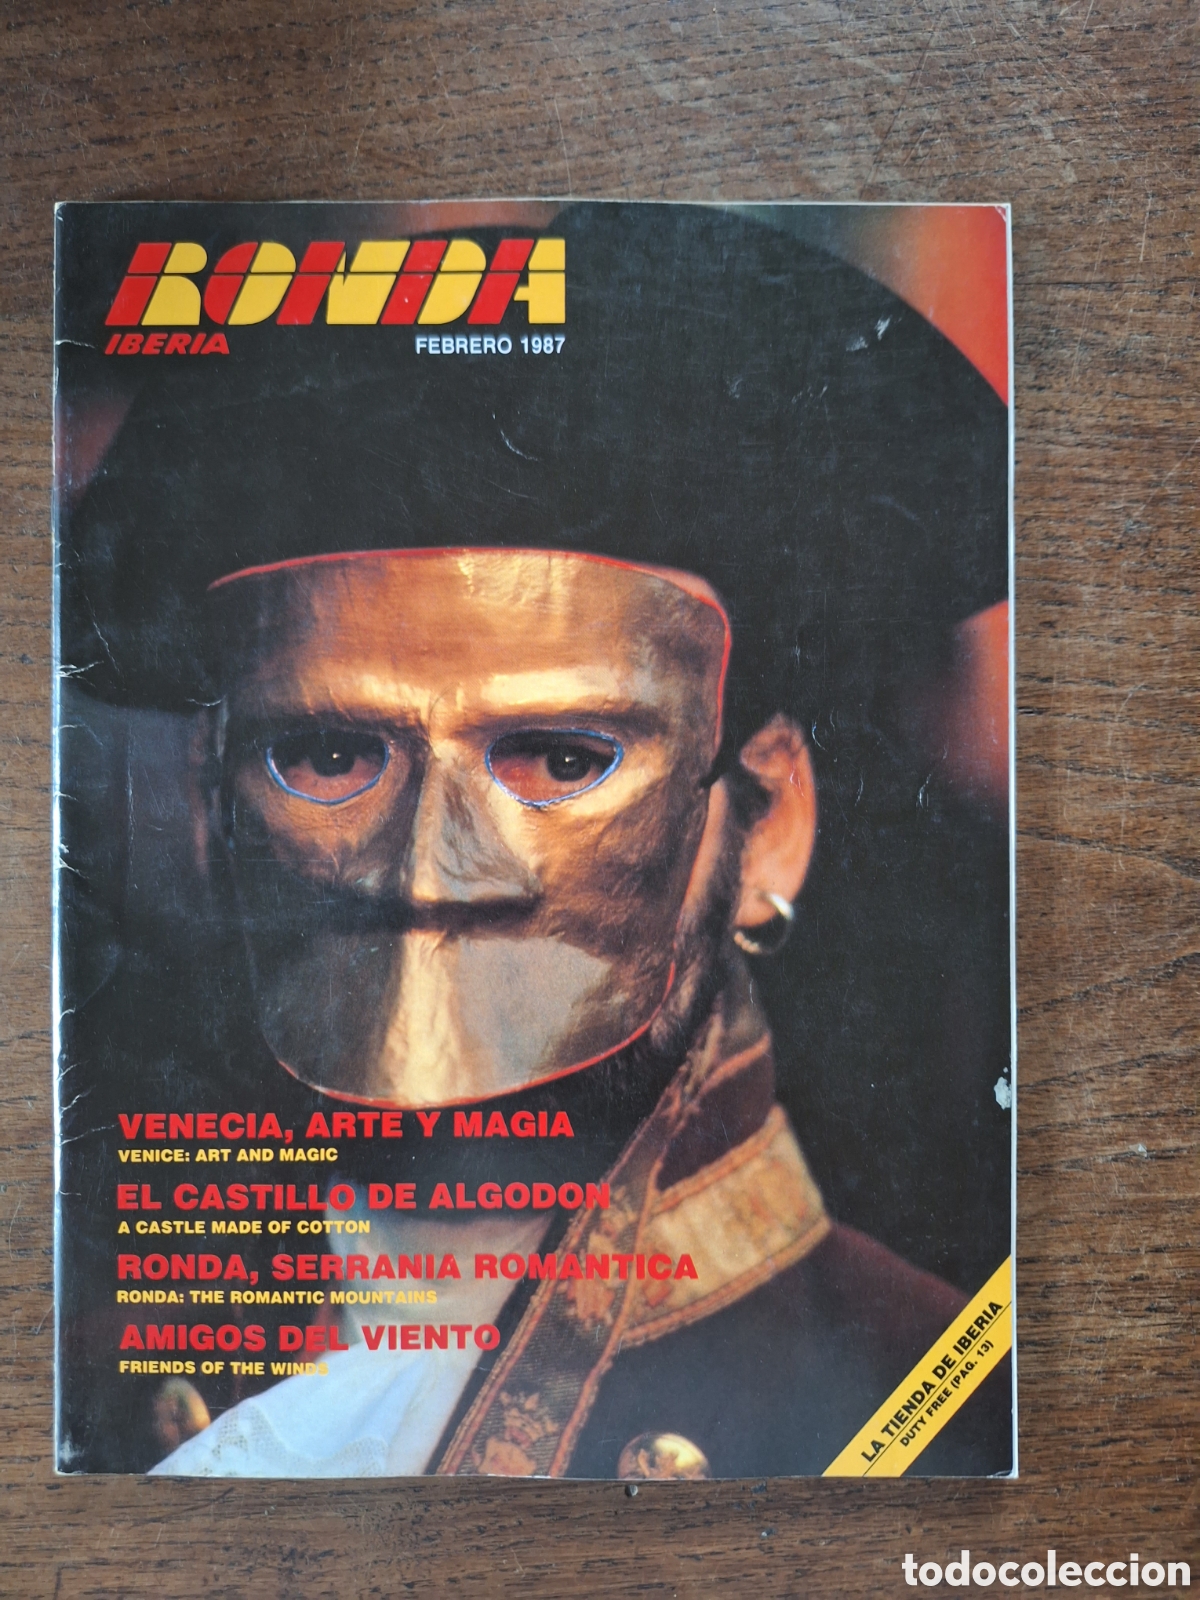 RONDA
IBERIA
FEBRERO 1987
VENECIA, ARTE Y MAGIA
VENICE: ART AND MAGIC
EL CASTILLO DE ALGODON
A CASTLE MADE OF COTTON
RONDA, SERRANIA ROMANTICA
RONDA: THE ROMANTIC MOUNTAINS
AMIGOS DEL VIENTO
FRIENDS OF THE WINDS
LA TIENDA DE IBERIA
DUTY FREE (PAG. 13)
todocoleccion